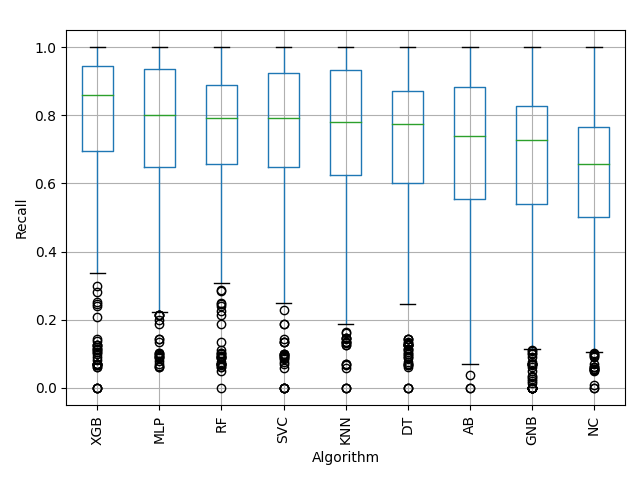 1.0
0.8
0.6
0.4
0.2
0.0
Recall
XGB
MLP
RF
SVC
KNN
DT
AB
GNB
NC
Algorithm